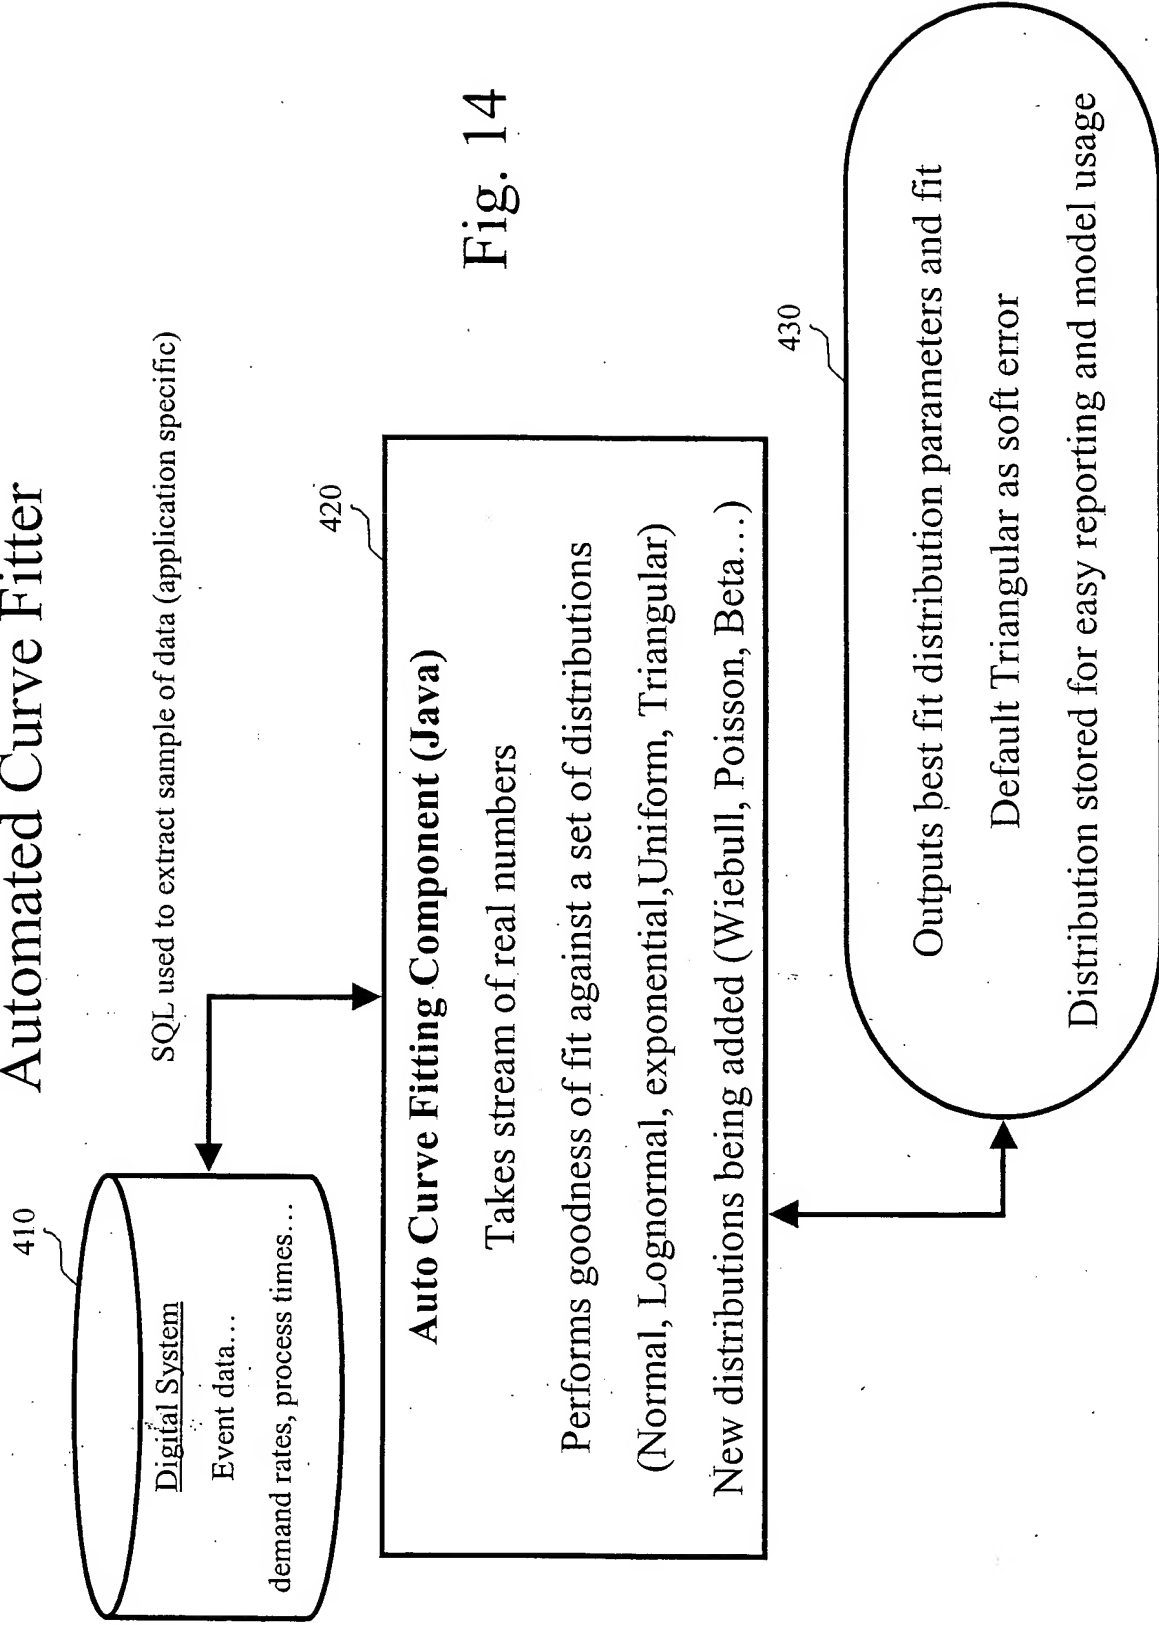 Automated Curve Fitter
410
Digital System
Event data...
demand rates, process times...
SQL used to extract sample of data (application specific)
420
Auto Curve Fitting Component (Java)
Takes stream of real numbers
Performs goodness of fit against a set of distributions
(Normal, Lognormal, exponential,Uniform, Triangular)
New distributions being added (Wiebull, Poisson, Beta...)
Fig. 14
430
Outputs best fit distribution parameters and fit
Default Triangular as soft error
Distribution stored for easy reporting and model usage